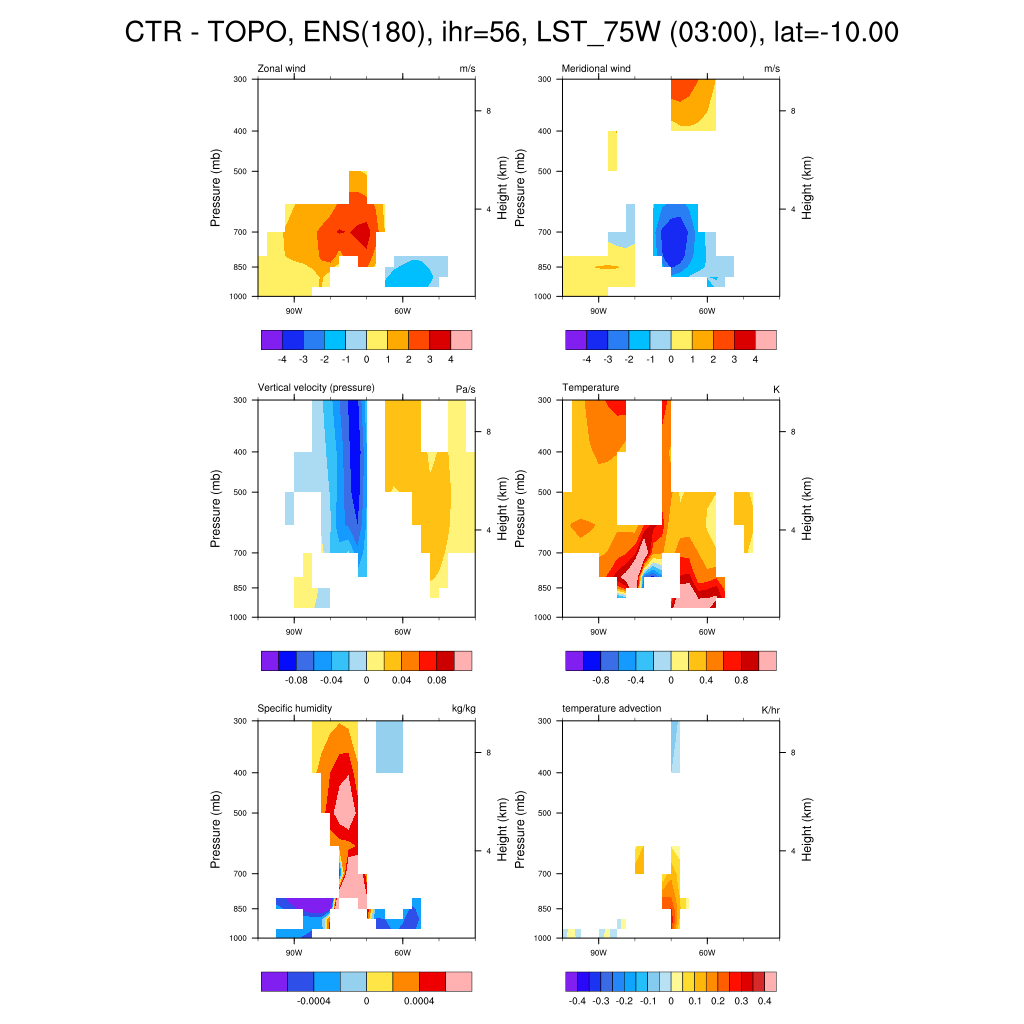 CTR - TOPO, ENS(180), ihr=56, LST_75W (03:00), lat=-10.00
Zonal wind m/s
Pressure (mb)
300
400
500
700
850
1000
8
4
Height (km)
90W 60W
-4 -3 -2 -1 0 1 2 3 4
Meridional wind m/s
Pressure (mb)
300
400
500
700
850
1000
8
4
Height (km)
90W 60W
-4 -3 -2 -1 0 1 2 3 4
Vertical velocity (pressure) Pa/s
Pressure (mb)
300
400
500
700
850
1000
8
4
Height (km)
90W 60W
-0.08 -0.04 0 0.04 0.08
Temperature K
Pressure (mb)
300
400
500
700
850
1000
8
4
Height (km)
90W 60W
-0.8 -0.4 0 0.4 0.8
Specific humidity kg/kg
Pressure (mb)
300
400
500
700
850
1000
8
4
Height (km)
90W 60W
-0.0004 0 0.0004
temperature advection K/hr
Pressure (mb)
300
400
500
700
850
1000
8
4
Height (km)
90W 60W
-0.4 -0.3 -0.2 -0.1 0 0.1 0.2 0.3 0.4